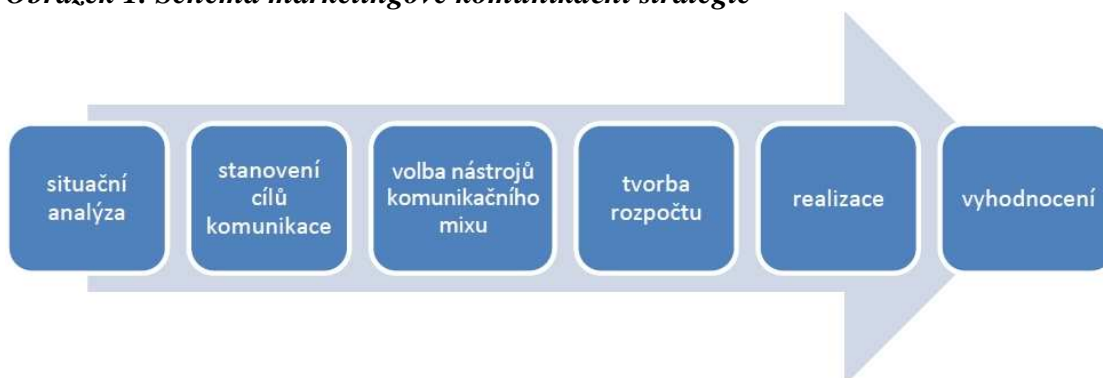 Obrázek 1: Schéma marketingové komunikační strategie
situační
analýza
stanovení
cílů
komunikace
volba nástrojů
komunikačního
mixu
tvorba
rozpočtu
realizace
vyhodnocení